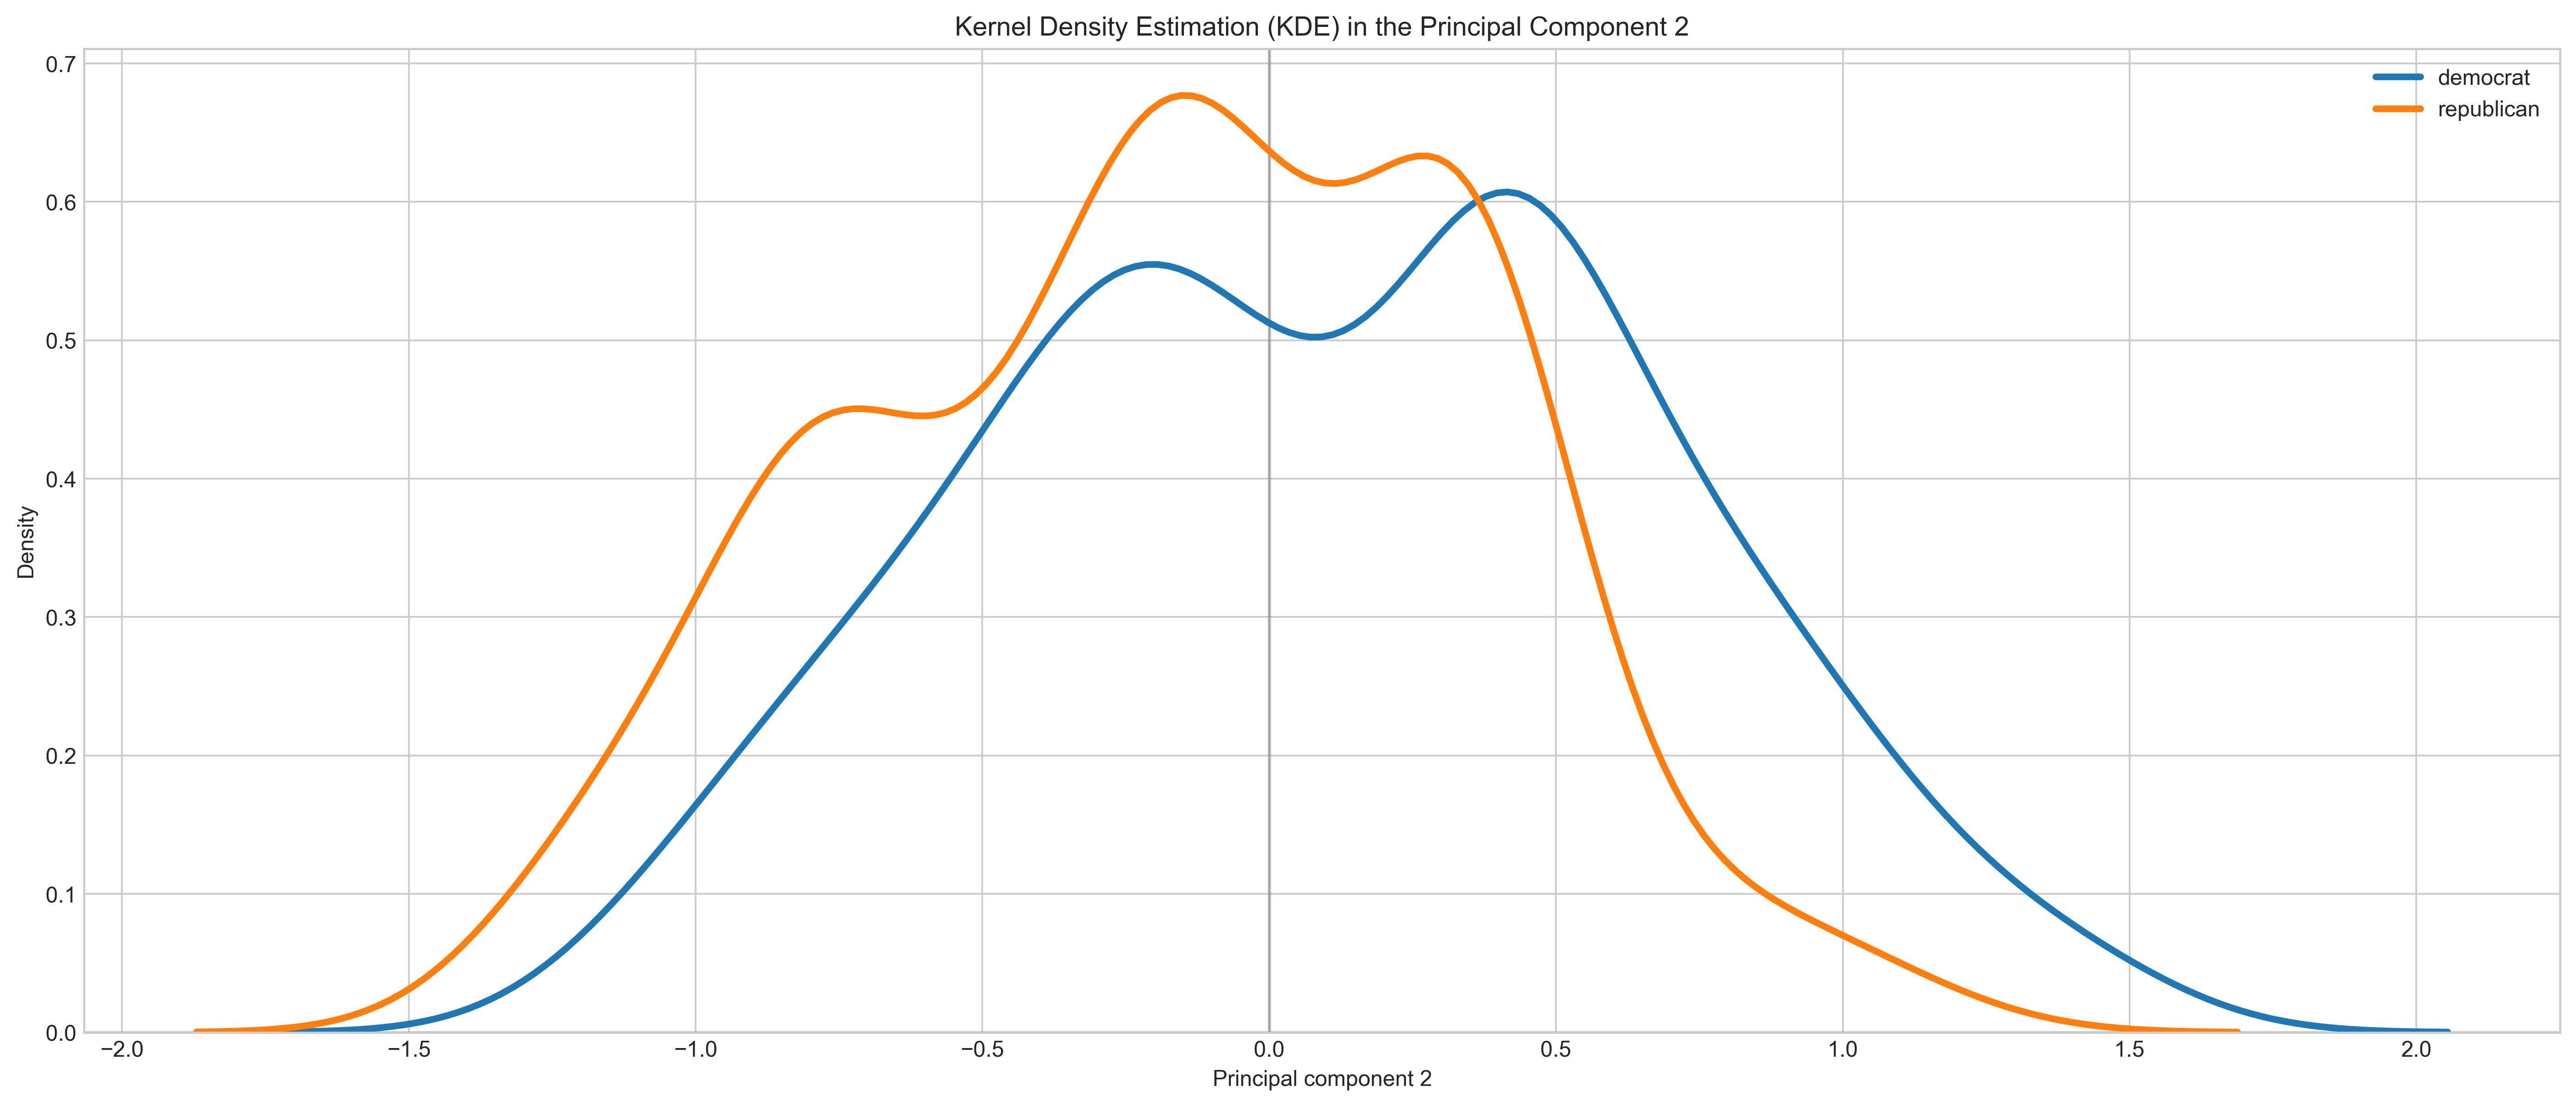 Kernel Density Estimation (KDE) in the Principal Component 2
democrat
republican
Density
0.7
0.6
0.5
0.4
0.3
0.2
0.1
0.0
−2.0 −1.5 −1.0 −0.5 0.0 0.5 1.0 1.5 2.0
Principal component 2